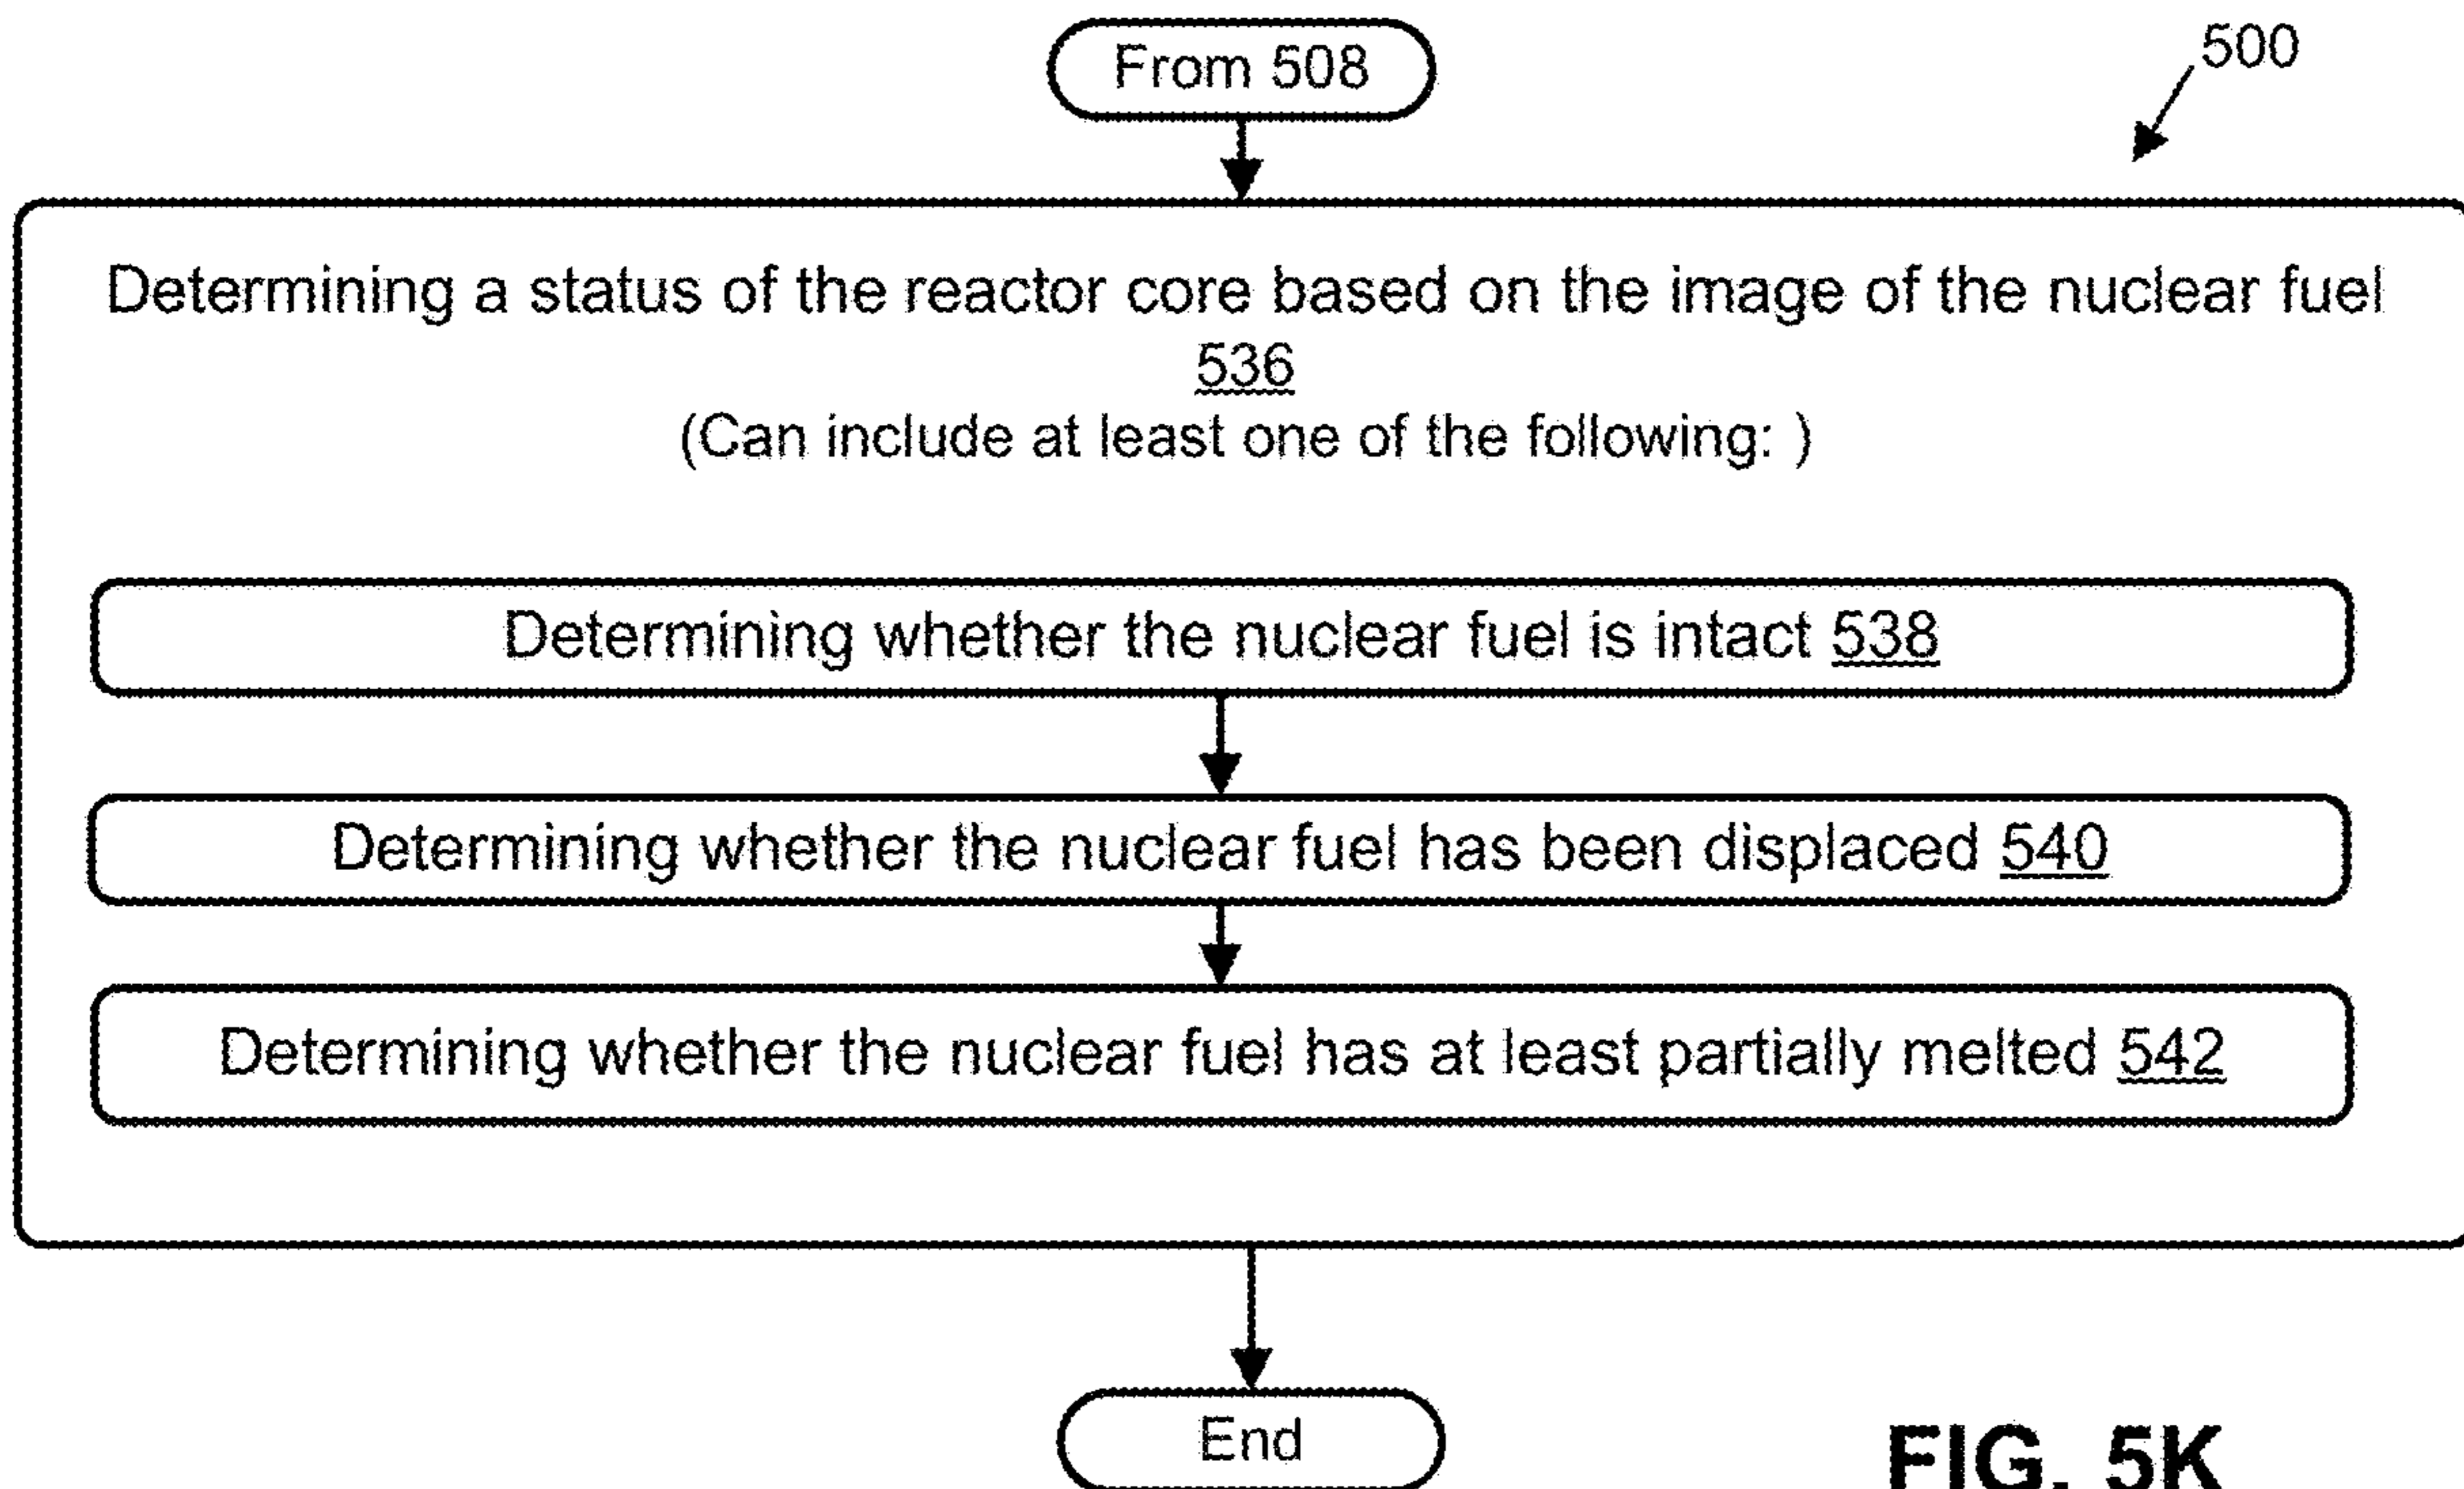 From 508
500
Determining a status of the reactor core based on the image of the nuclear fuel
536
(Can include at least one of the following: )
Determining whether the nuclear fuel is intact 538
Determining whether the nuclear fuel has been displaced 540
Determining whether the nuclear fuel has at least partially melted 542
End
FIG. 5K